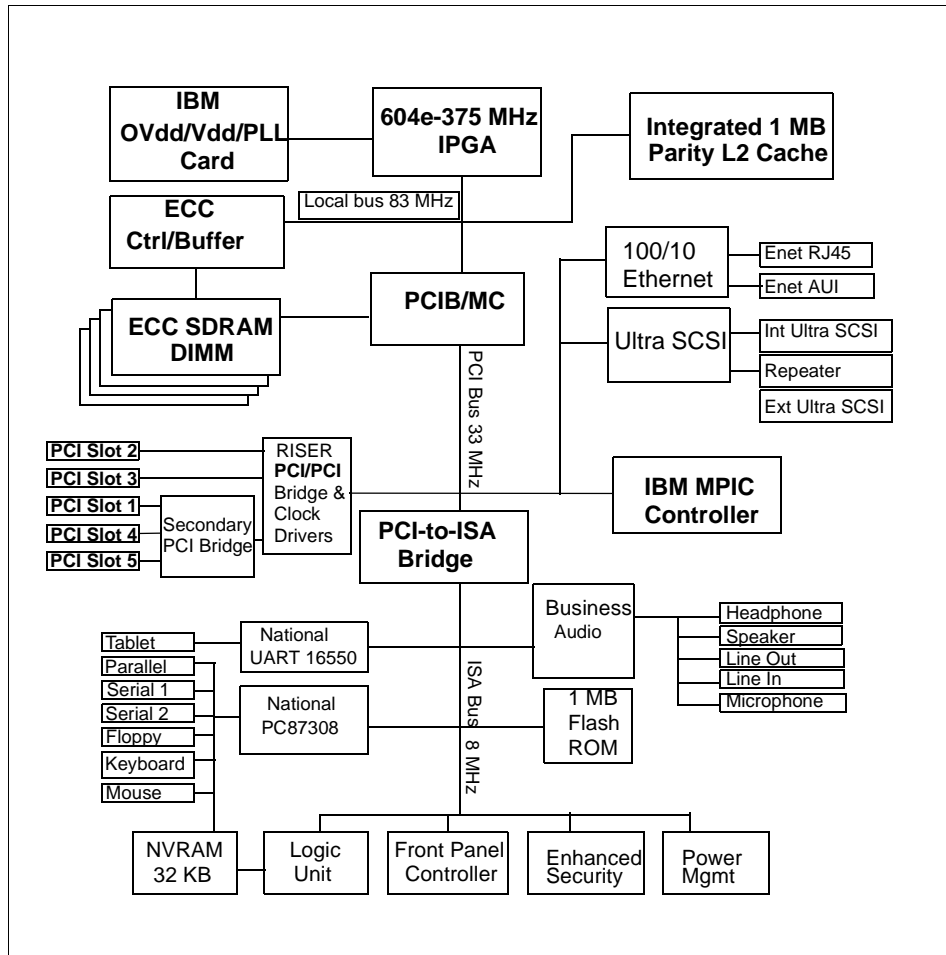 IBM
OVdd/Vdd/PLL
Card
604e-375 MHz
IPGA
Integrated 1 MB
Parity L2 Cache
Local bus 83 MHz
ECC
Ctrl/Buffer
100/10
Ethernet
Enet RJ45
Enet AUI
PCIB/MC
ECC SDRAM
DIMM
Ultra SCSI
Int Ultra SCSI
Repeater
Ext Ultra SCSI
PCI Bus 33 MHz
PCI Slot 2
PCI Slot 3
PCI Slot 1
PCI Slot 4
PCI Slot 5
Secondary
PCI Bridge
RISER
PCI/PCI
Bridge &
Clock
Drivers
IBM MPIC
Controller
PCI-to-ISA
Bridge
Business
Audio
Headphone
Speaker
Line Out
Line In
Microphone
Tablet
Parallel
Serial 1
Serial 2
Floppy
Keyboard
Mouse
National
UART 16550
National
PC87308
ISA Bus 8 MHz
1 MB
Flash
ROM
NVRAM
32 KB
Logic
Unit
Front Panel
Controller
Enhanced
Security
Power
Mgmt